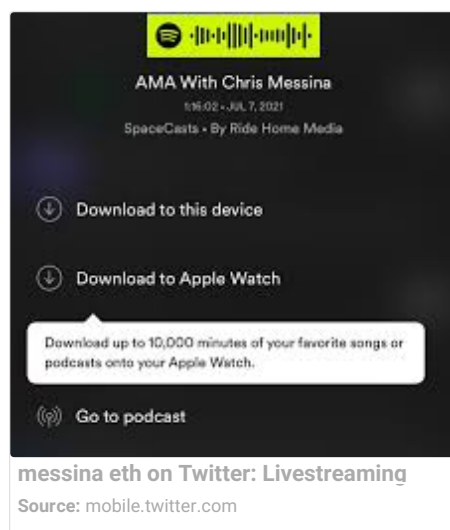 AMA With Chris Messina
1:16:02 • JUL 7, 2021
SpaceCasts • By Ride Home Media
Download to this device
Download to Apple Watch
Download up to 10,000 minutes of your favorite songs or
podcasts onto your Apple Watch.
Go to podcast
messina eth on Twitter: Livestreaming
Source: mobile.twitter.com